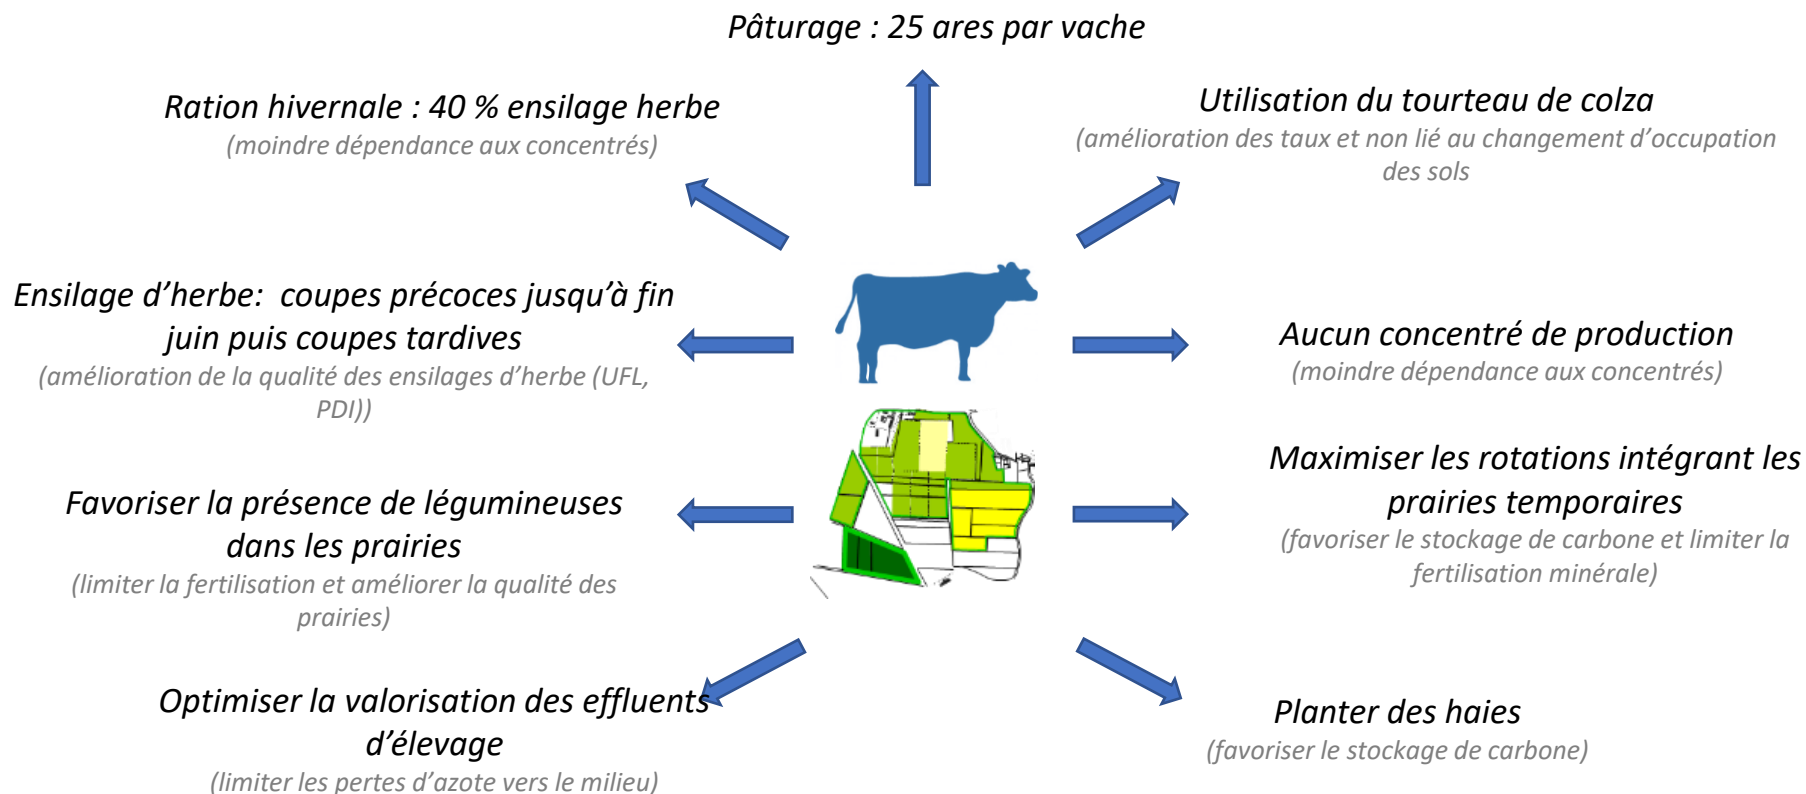 Pâturage : 25 ares par vache
Ration hivernale : 40 % ensilage herbe
(moindre dépendance aux concentrés)
Utilisation du tourteau de colza
(amélioration des taux et non lié au changement d’occupation
des sols
Ensilage d’herbe:  coupes précoces jusqu’à fin
juin puis coupes tardives
(amélioration de la qualité des ensilages d’herbe (UFL,
PDI))
Aucun concentré de production
(moindre dépendance aux concentrés)
Favoriser la présence de légumineuses
dans les prairies
(limiter la fertilisation et améliorer la qualité des
prairies)
Maximiser les rotations intégrant les
prairies temporaires
(favoriser le stockage de carbone et limiter la
fertilisation minérale)
Optimiser la valorisation des effluents
d’élevage
(limiter les pertes d’azote vers le milieu)
Planter des haies
(favoriser le stockage de carbone)